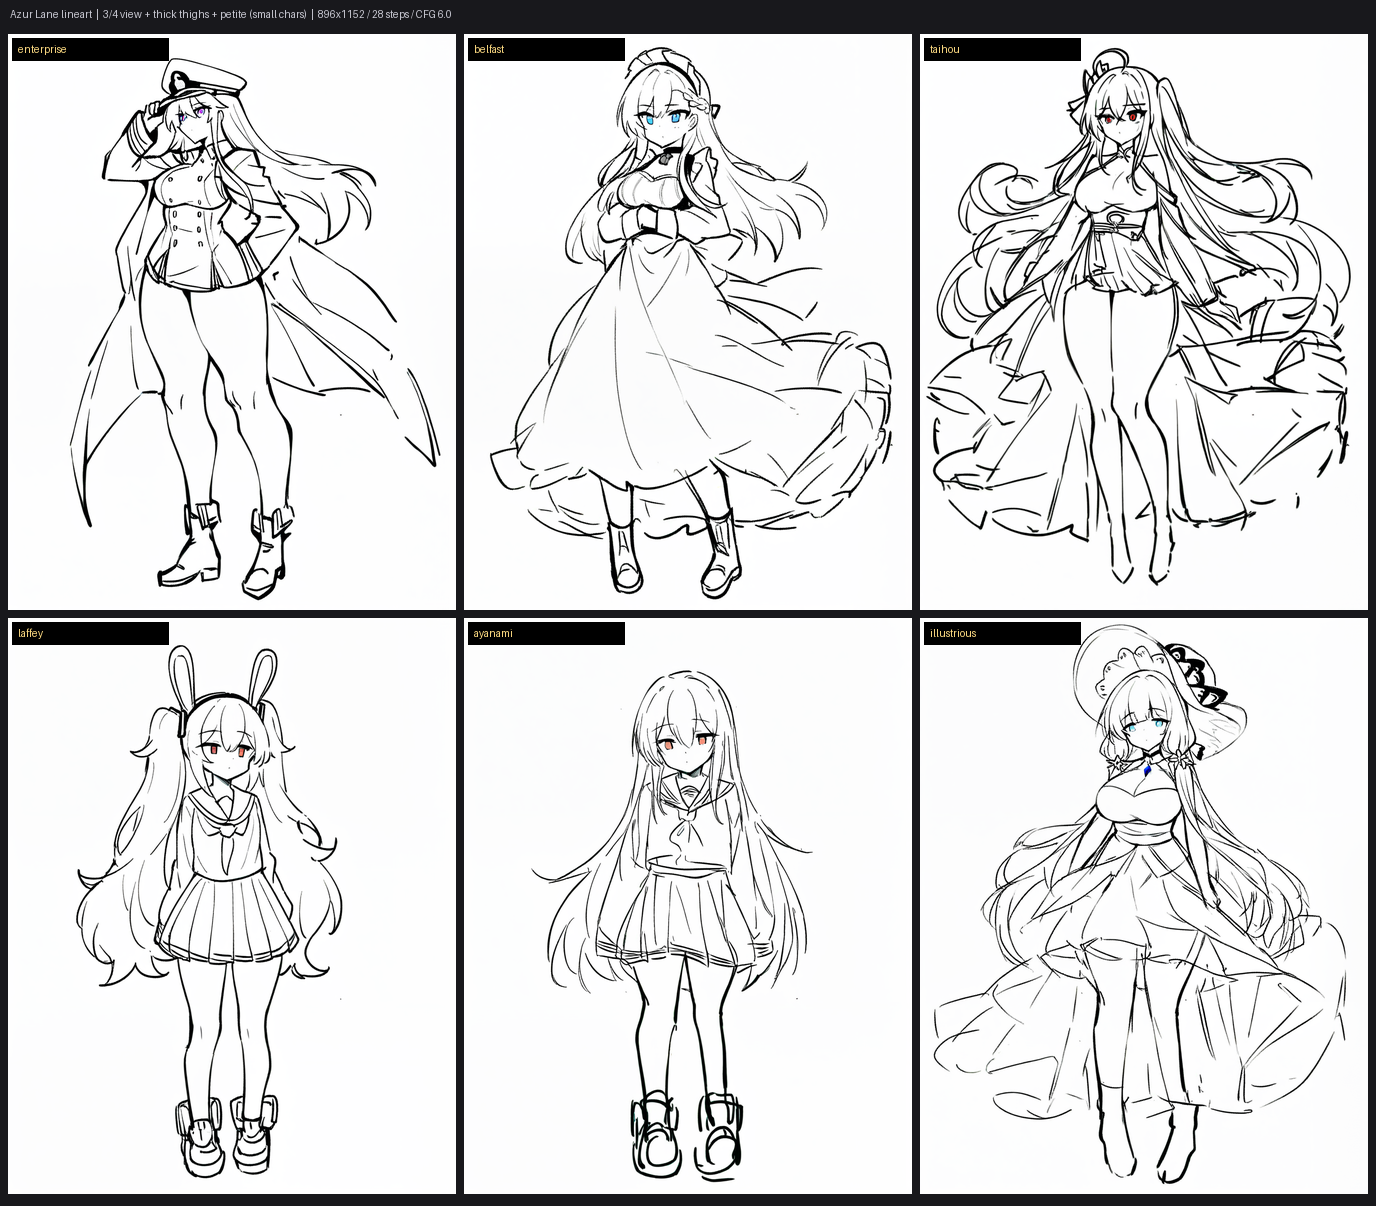 Azur Lane lineart | 3/4 view + thick thighs + petite (small chars) | 896x1152 / 28 steps / CFG 6.0
enterprise
belfast
taihou
laffey
ayanami
illustrious